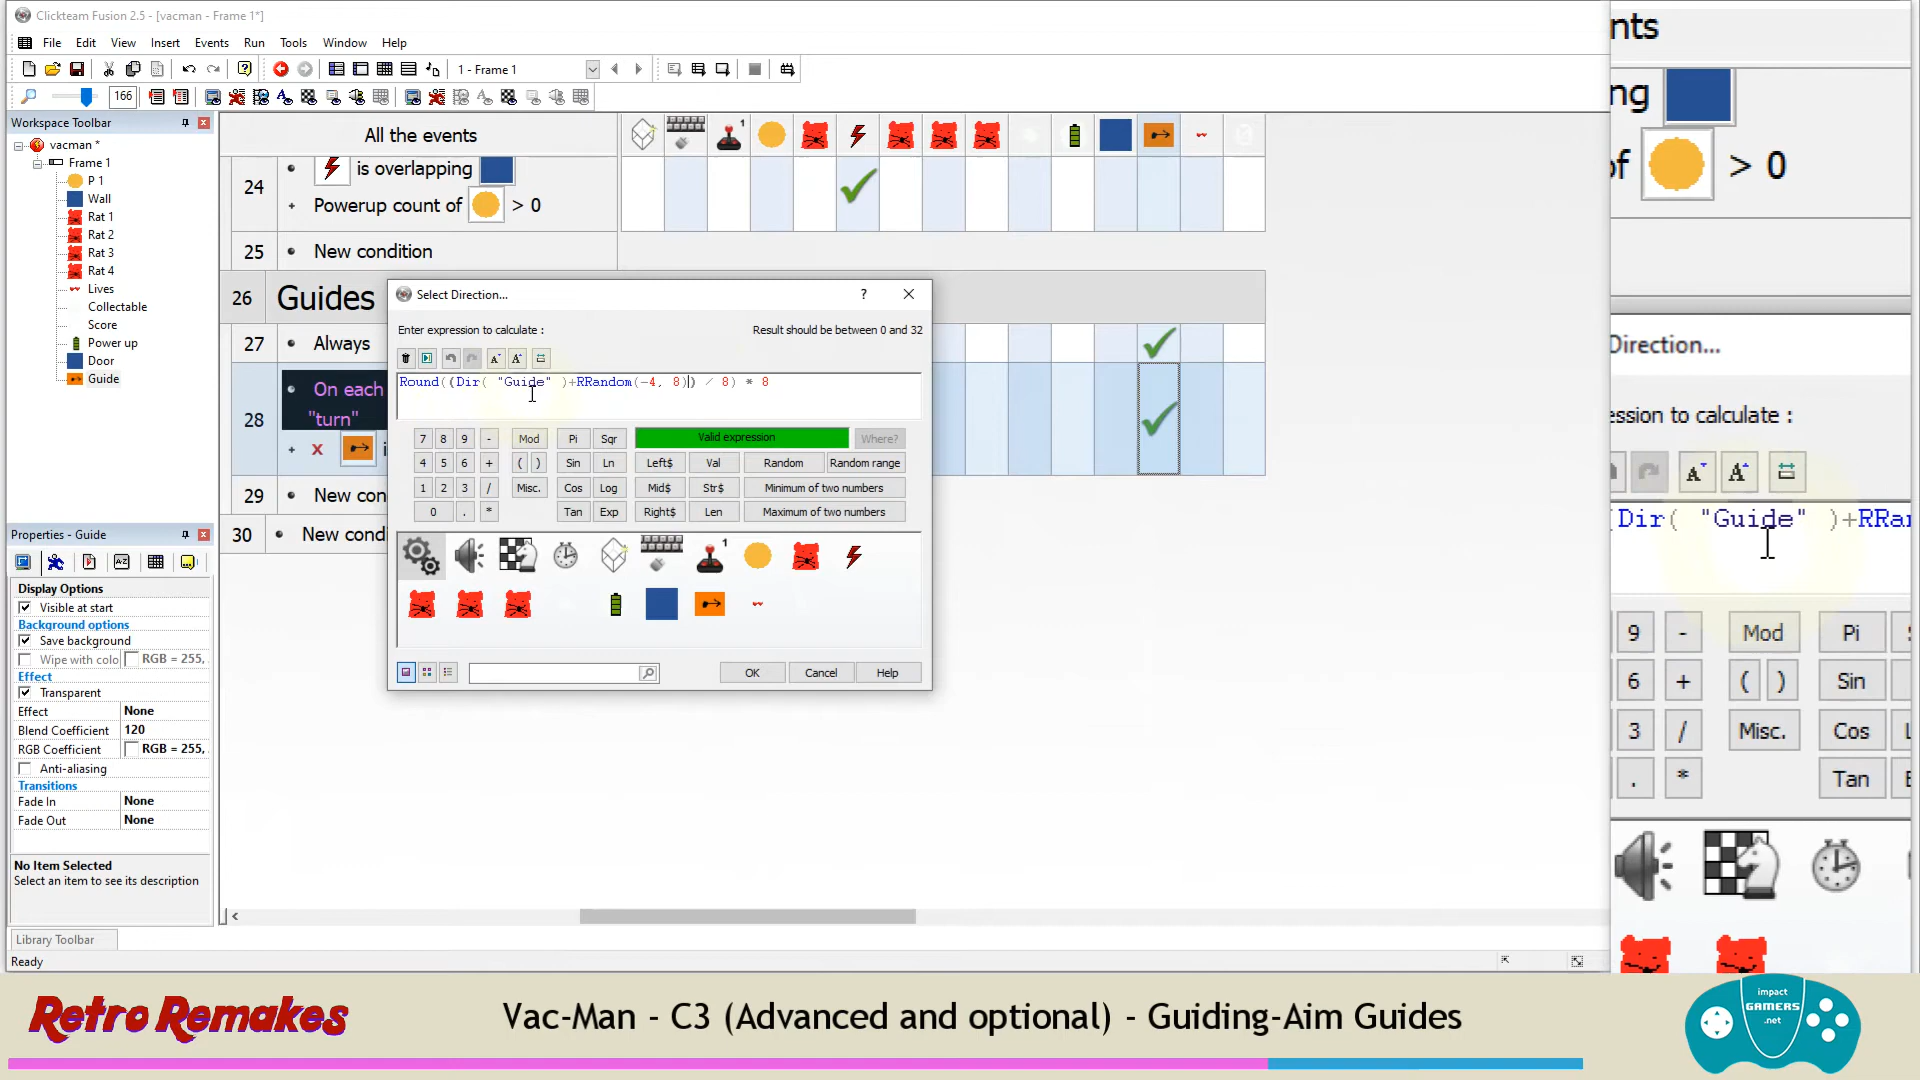 Clickteam Fusion 2.5 - [vacman - Frame 1*]
File Edit View Insert Events Run Tools Window Help
1 - Frame 1
166
Workspace Toolbar
vacman *
Frame 1
P 1
Wall
Rat 1
Rat 2
Rat 3
Rat 4
Lives
Collectable
Score
Power up
Door
Guide
Properties - Guide
Display Options
Visible at start
Background options
Save background
Wipe with colo RGB = 255,
Effect
Transparent
Effect None
Blend Coefficient 120
RGB Coefficient RGB = 255,
Anti-aliasing
Transitions
Fade In None
Fade Out None
No Item Selected
Select an item to see its description
Library Toolbar
Ready
All the events
1
24 is overlapping
+ Powerup count of > 0
25 New condition
26 Guides
27 Always
28 On each
"turn"
+ X i
29 New con
30 New condit
Select Direction...
?
Enter expression to calculate : Result should be between 0 and 32
Round((Dir( "Guide" )+RRandom(-4, 8)) / 8) * 8
7 8 9 - Mod Pi Sqr Valid expression Where?
4 5 6 + ( ) Sin Ln Left$ Val Random Random range
1 2 3 / Misc. Cos Log Mid$ Str$ Minimum of two numbers
0 . * Tan Exp Right$ Len Maximum of two numbers
1
OK Cancel Help
nts
ng
of > 0
Direction...
ession to calculate :
(Dir( "Guide" )+RRan
9 - Mod Pi
6 + ( ) Sin
3 / Misc. Cos
. * Tan
Retro Remakes
Vac-Man - C3 (Advanced and optional) - Guiding-Aim Guides
impact
GAMERS
.net